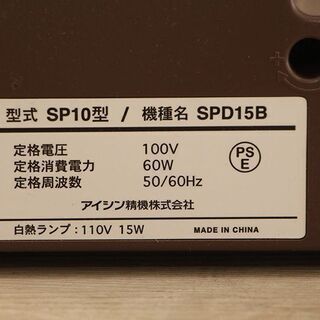 型式 SP10型 / 機種名 SPD15B
定格電圧 100V
定格消費電力 60W
定格周波数 50/60Hz
PS
E
アイシン精機株式会社
白熱ランプ:110V 15W MADE IN CHINA